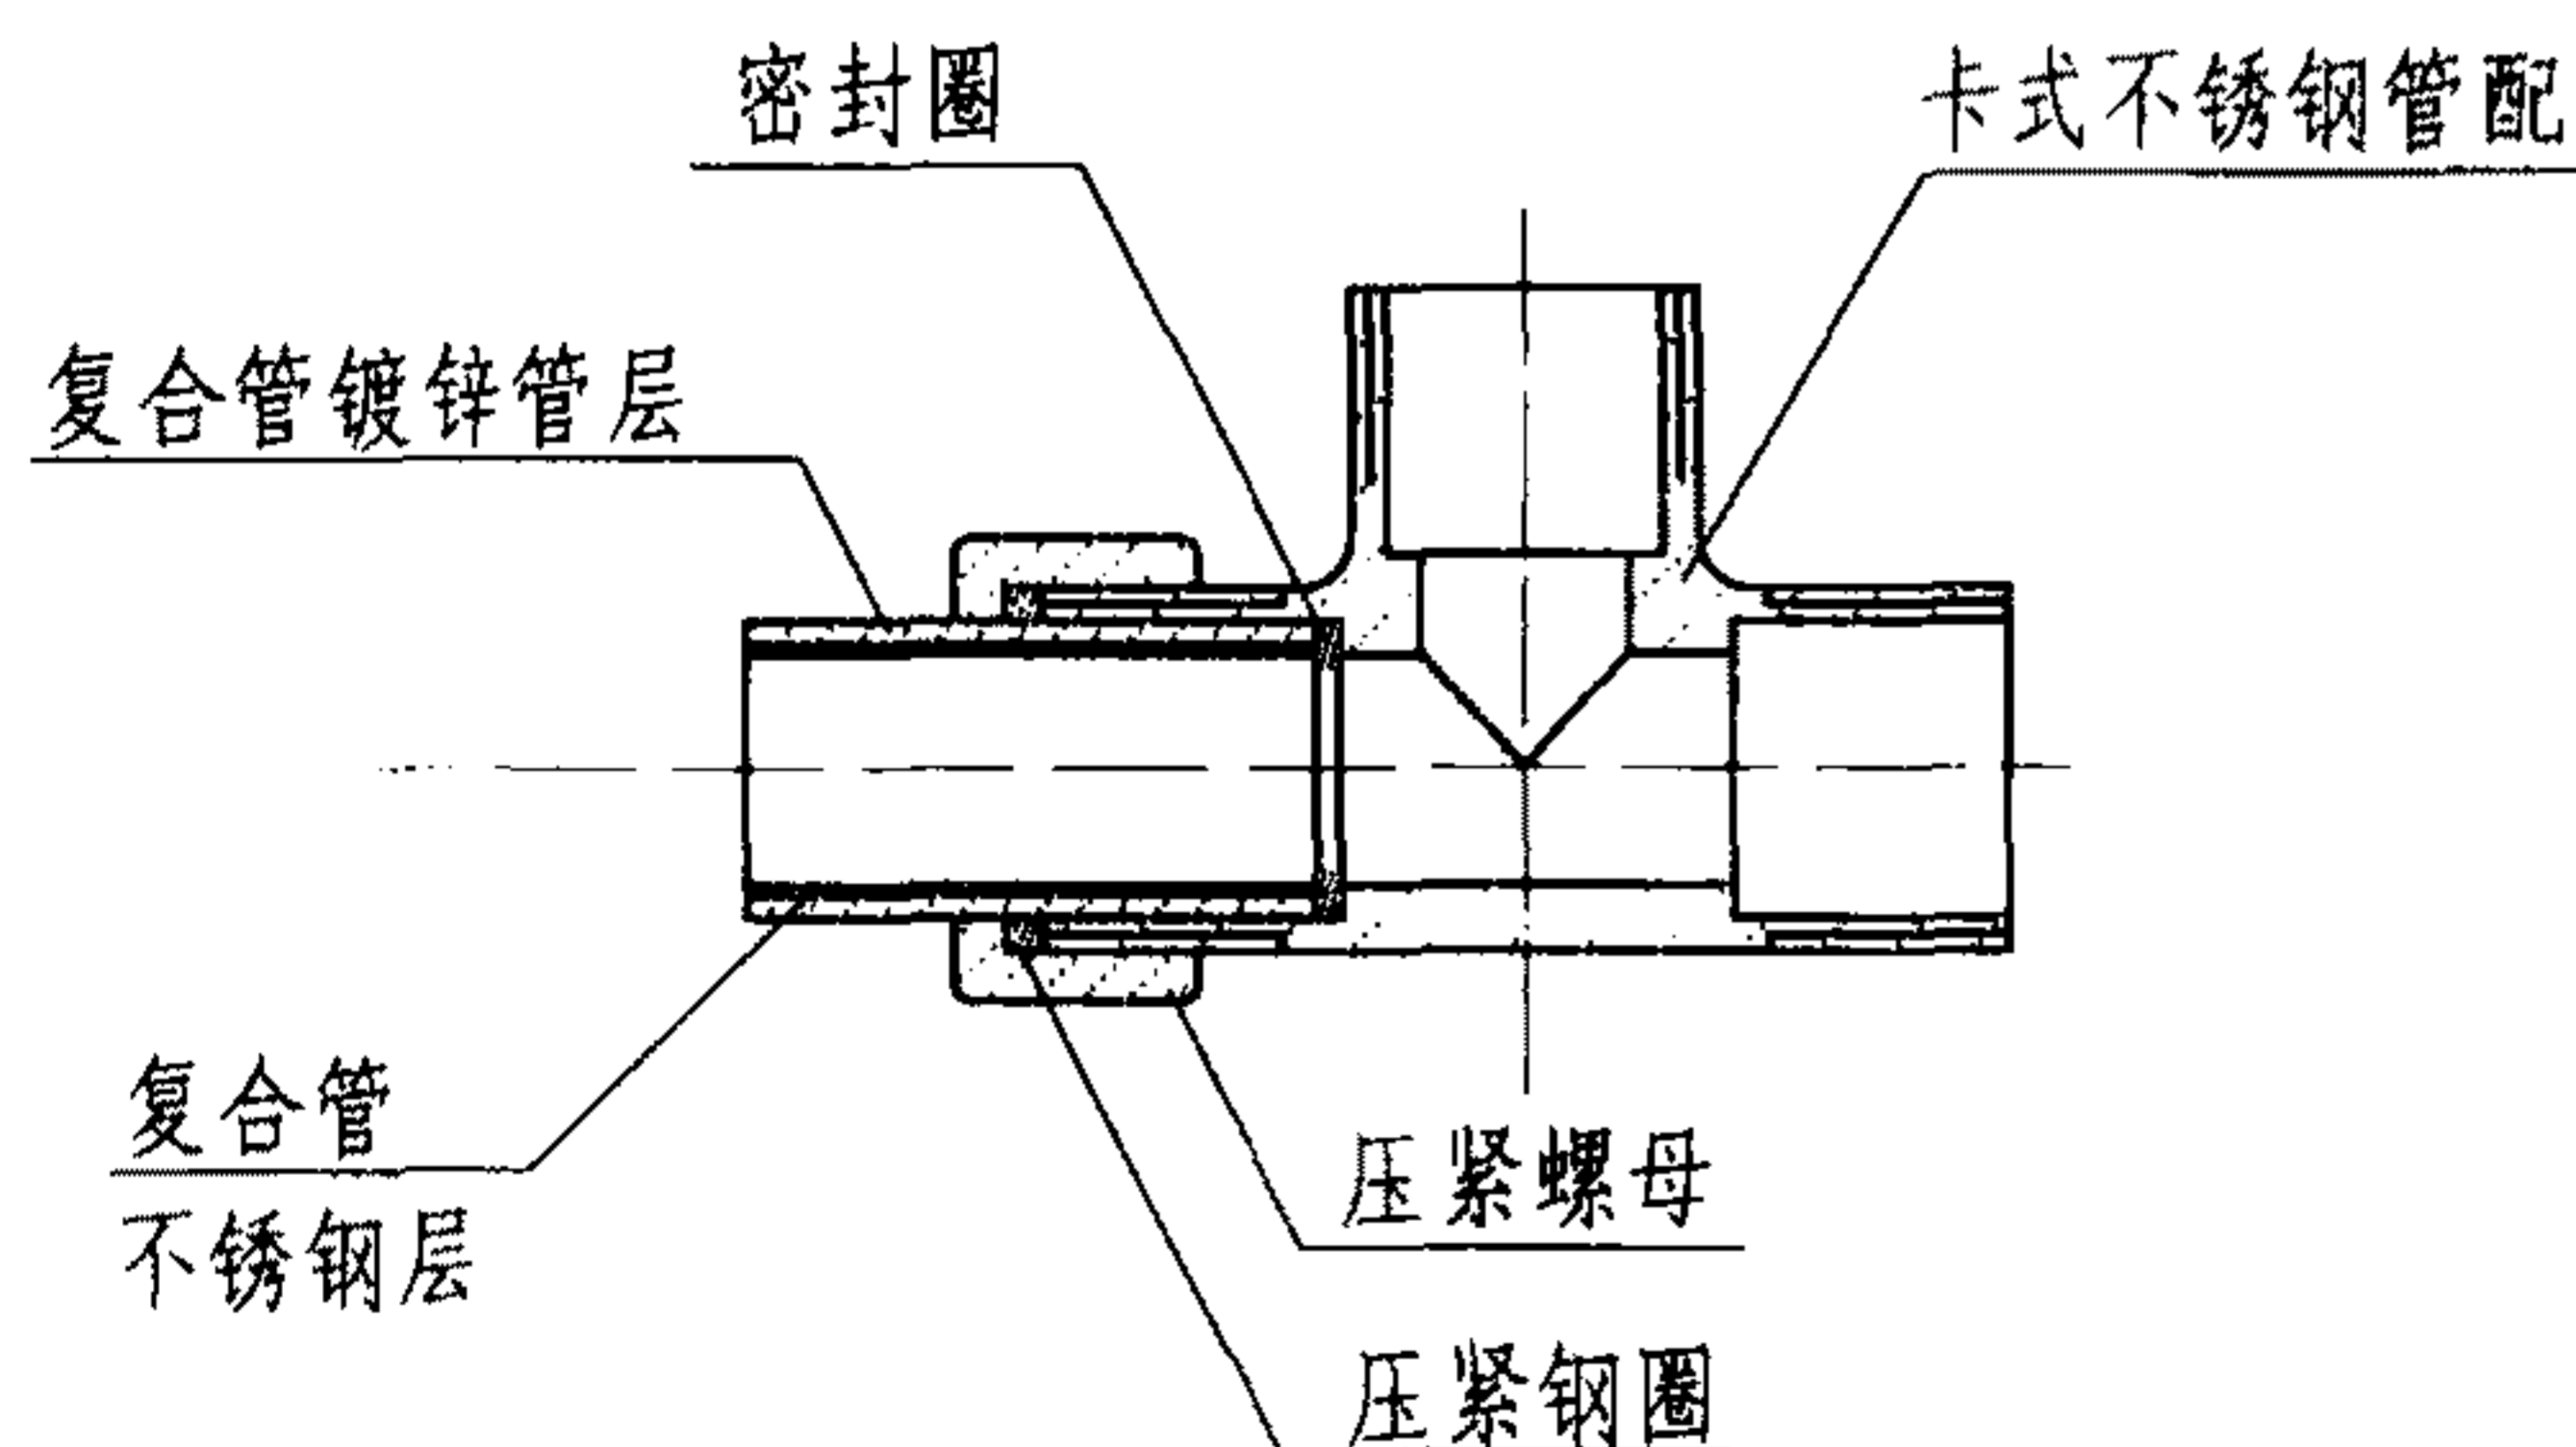 密封圈
卡式不锈钢管配
复合管镀锌管层
复合管
不锈钢层
压紧螺母
压紧钢圈